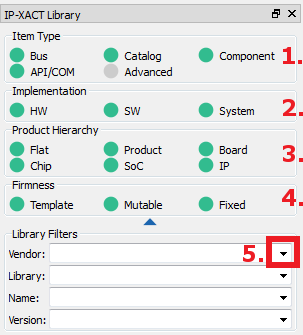 IP-XACT Library
Item Type
Bus Catalog Component 1.
API/COM Advanced
Implementation
HW SW System 2.
Product Hierarchy
Flat Product Board 3.
Chip SoC IP
Firmness
Template Mutable Fixed 4.
Library Filters
Vendor: 5.
Library:
Name:
Version: